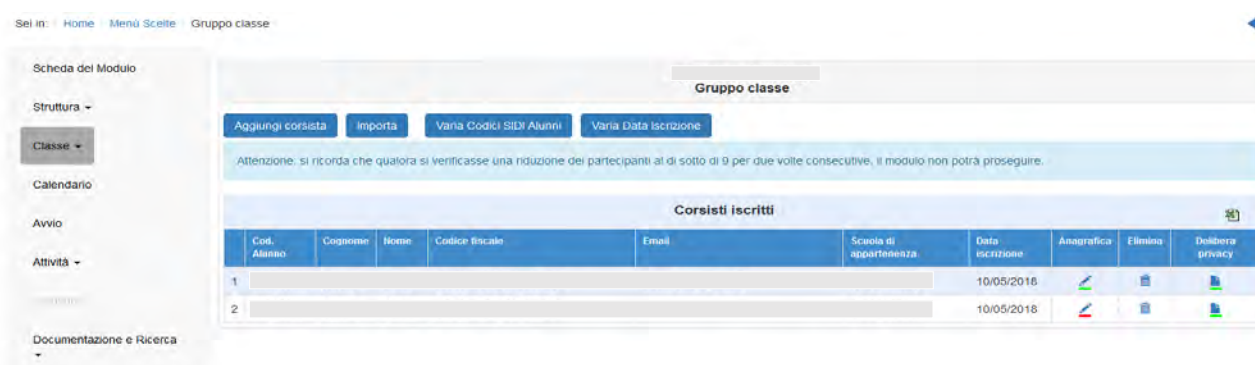 Sei in: Home Menù Scelte Gruppo classe
Scheda del Modulo
Struttura
Classe
Calendario
Avvio
Attività
Documentazione e Ricerca
Gruppo classe
Aggiungi corsista Importa Varia Codici SIDI Alunni Varia Data Iscrizione
Attenzione: si ricorda che qualora si verificasse una riduzione dei partecipanti al di sotto di 9 per due volte consecutive, il modulo non potrà proseguire.
Corsisti iscritti
Cod. Alunno Cognome Nome Codice fiscale Email Scuola di appartenenza Data iscrizione Anagrafica Elimina Delibera privacy
1 10/05/2018
2 10/05/2018